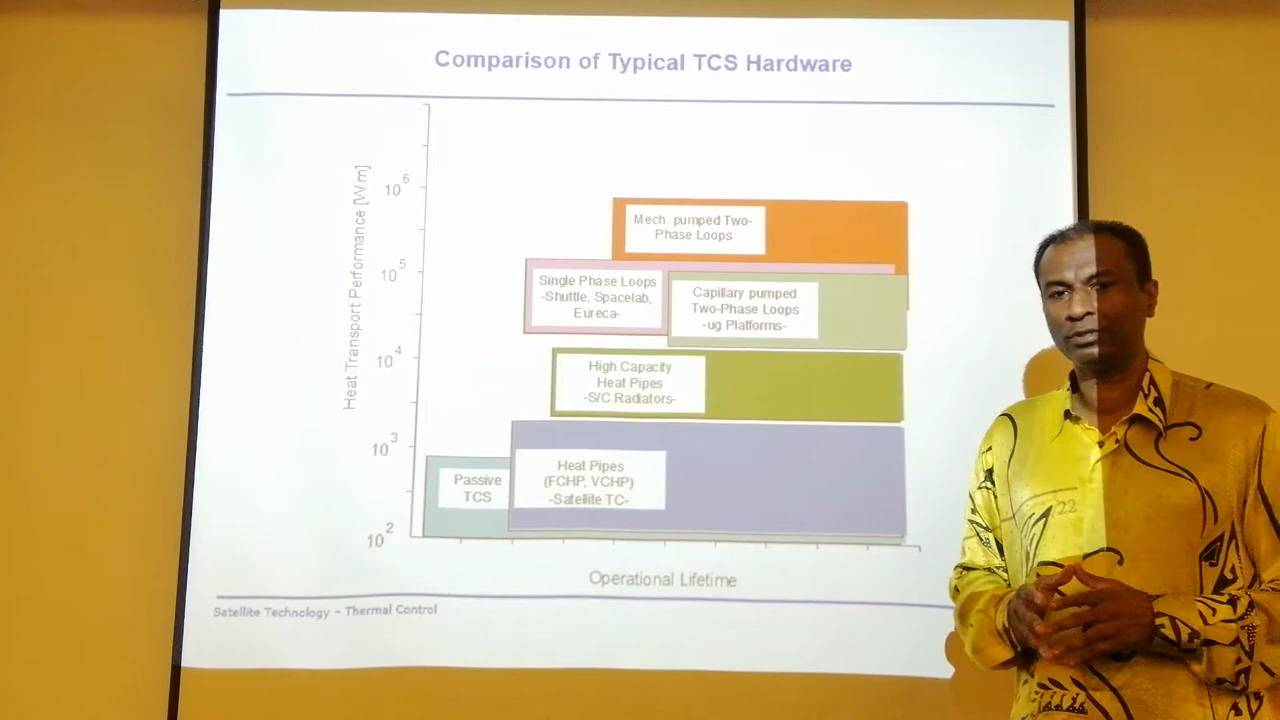 Comparison of Typical TCS Hardware
Heat Transport Performance [W m]
10^6
10^5
10^4
10^3
10^2
Mech. pumped Two-
Phase Loops
Single Phase Loops
-Shuttle, Spacelab,
Eureca-
Capillary pumped
Two-Phase Loops
-ug Platforms-
High Capacity
Heat Pipes
-S/C Radiators-
Passive
TCS
Heat Pipes
(FCHP, VCHP)
-Satellite TC-
Operational Lifetime
Satellite Technology – Thermal Control
22